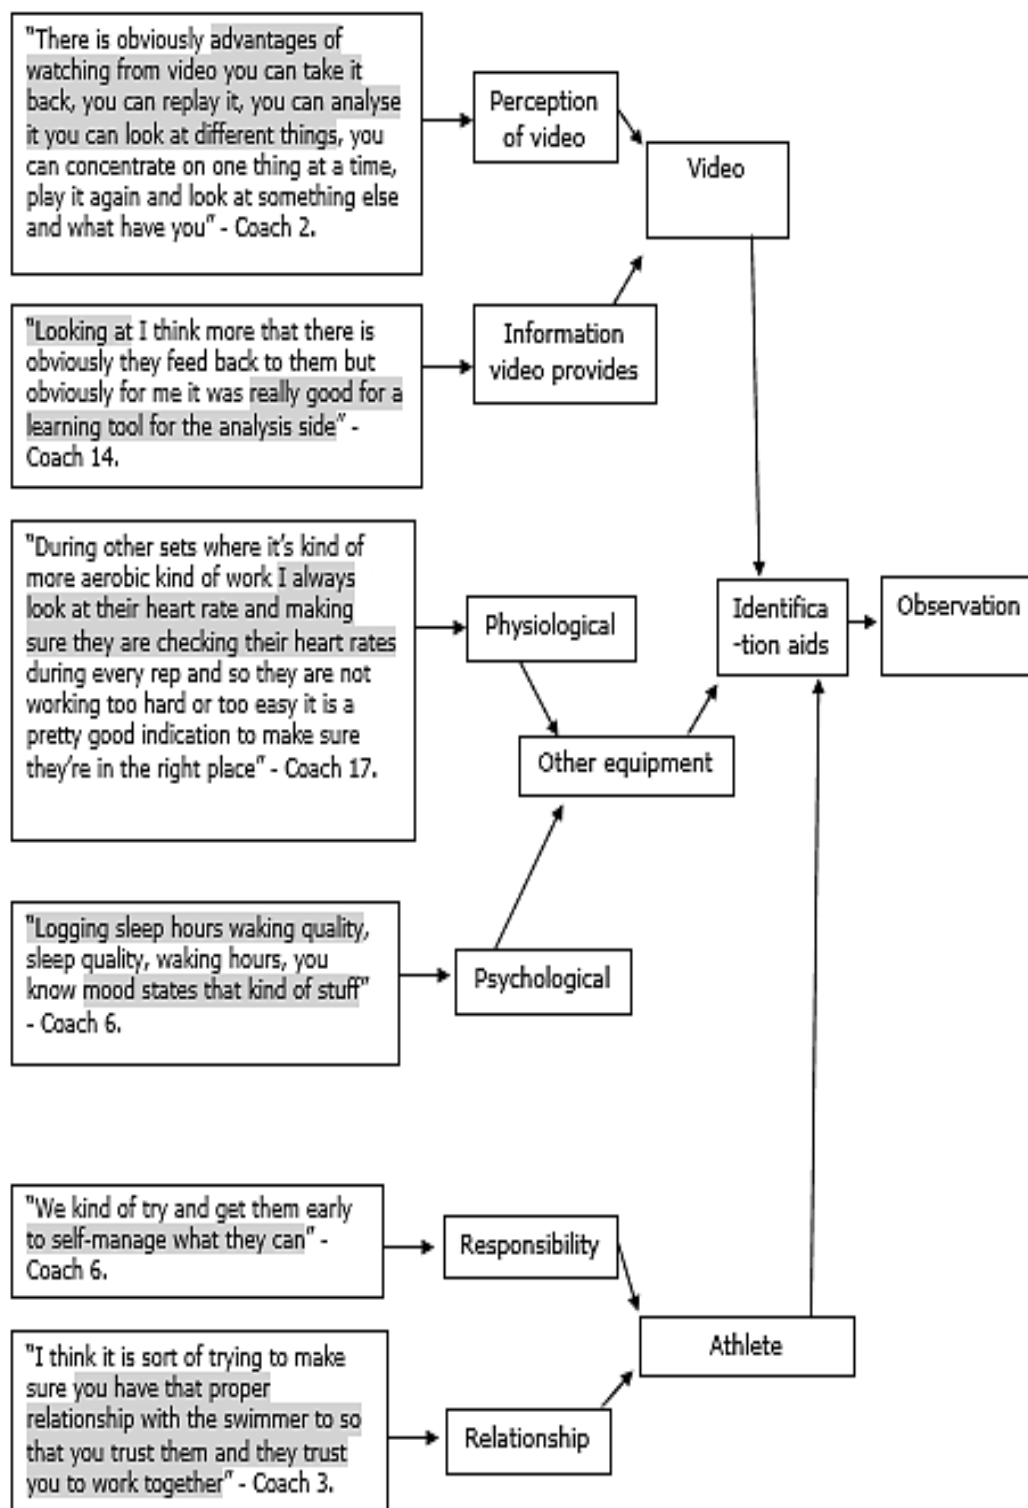 "There is obviously advantages of
watching from video you can take it
back, you can replay it, you can analyse
it you can look at different things, you
can concentrate on one thing at a time,
play it again and look at something else
and what have you" - Coach 2.
Perception
of video
Video
"Looking at I think more that there is
obviously they feed back to them but
obviously for me it was really good for a
learning tool for the analysis side" -
Coach 14.
Information
video provides
"During other sets where it's kind of
more aerobic kind of work I always
look at their heart rate and making
sure they are checking their heart rates
during every rep and so they are not
working too hard or too easy it is a
pretty good indication to make sure
they're in the right place" - Coach 17.
Physiological
Identifica
-tion aids
Observation
Other equipment
"Logging sleep hours waking quality,
sleep quality, waking hours, you
know mood states that kind of stuff"
- Coach 6.
Psychological
"We kind of try and get them early
to self-manage what they can" -
Coach 6.
Responsibility
Athlete
"I think it is sort of trying to make
sure you have that proper
relationship with the swimmer to so
that you trust them and they trust
you to work together" - Coach 3.
Relationship